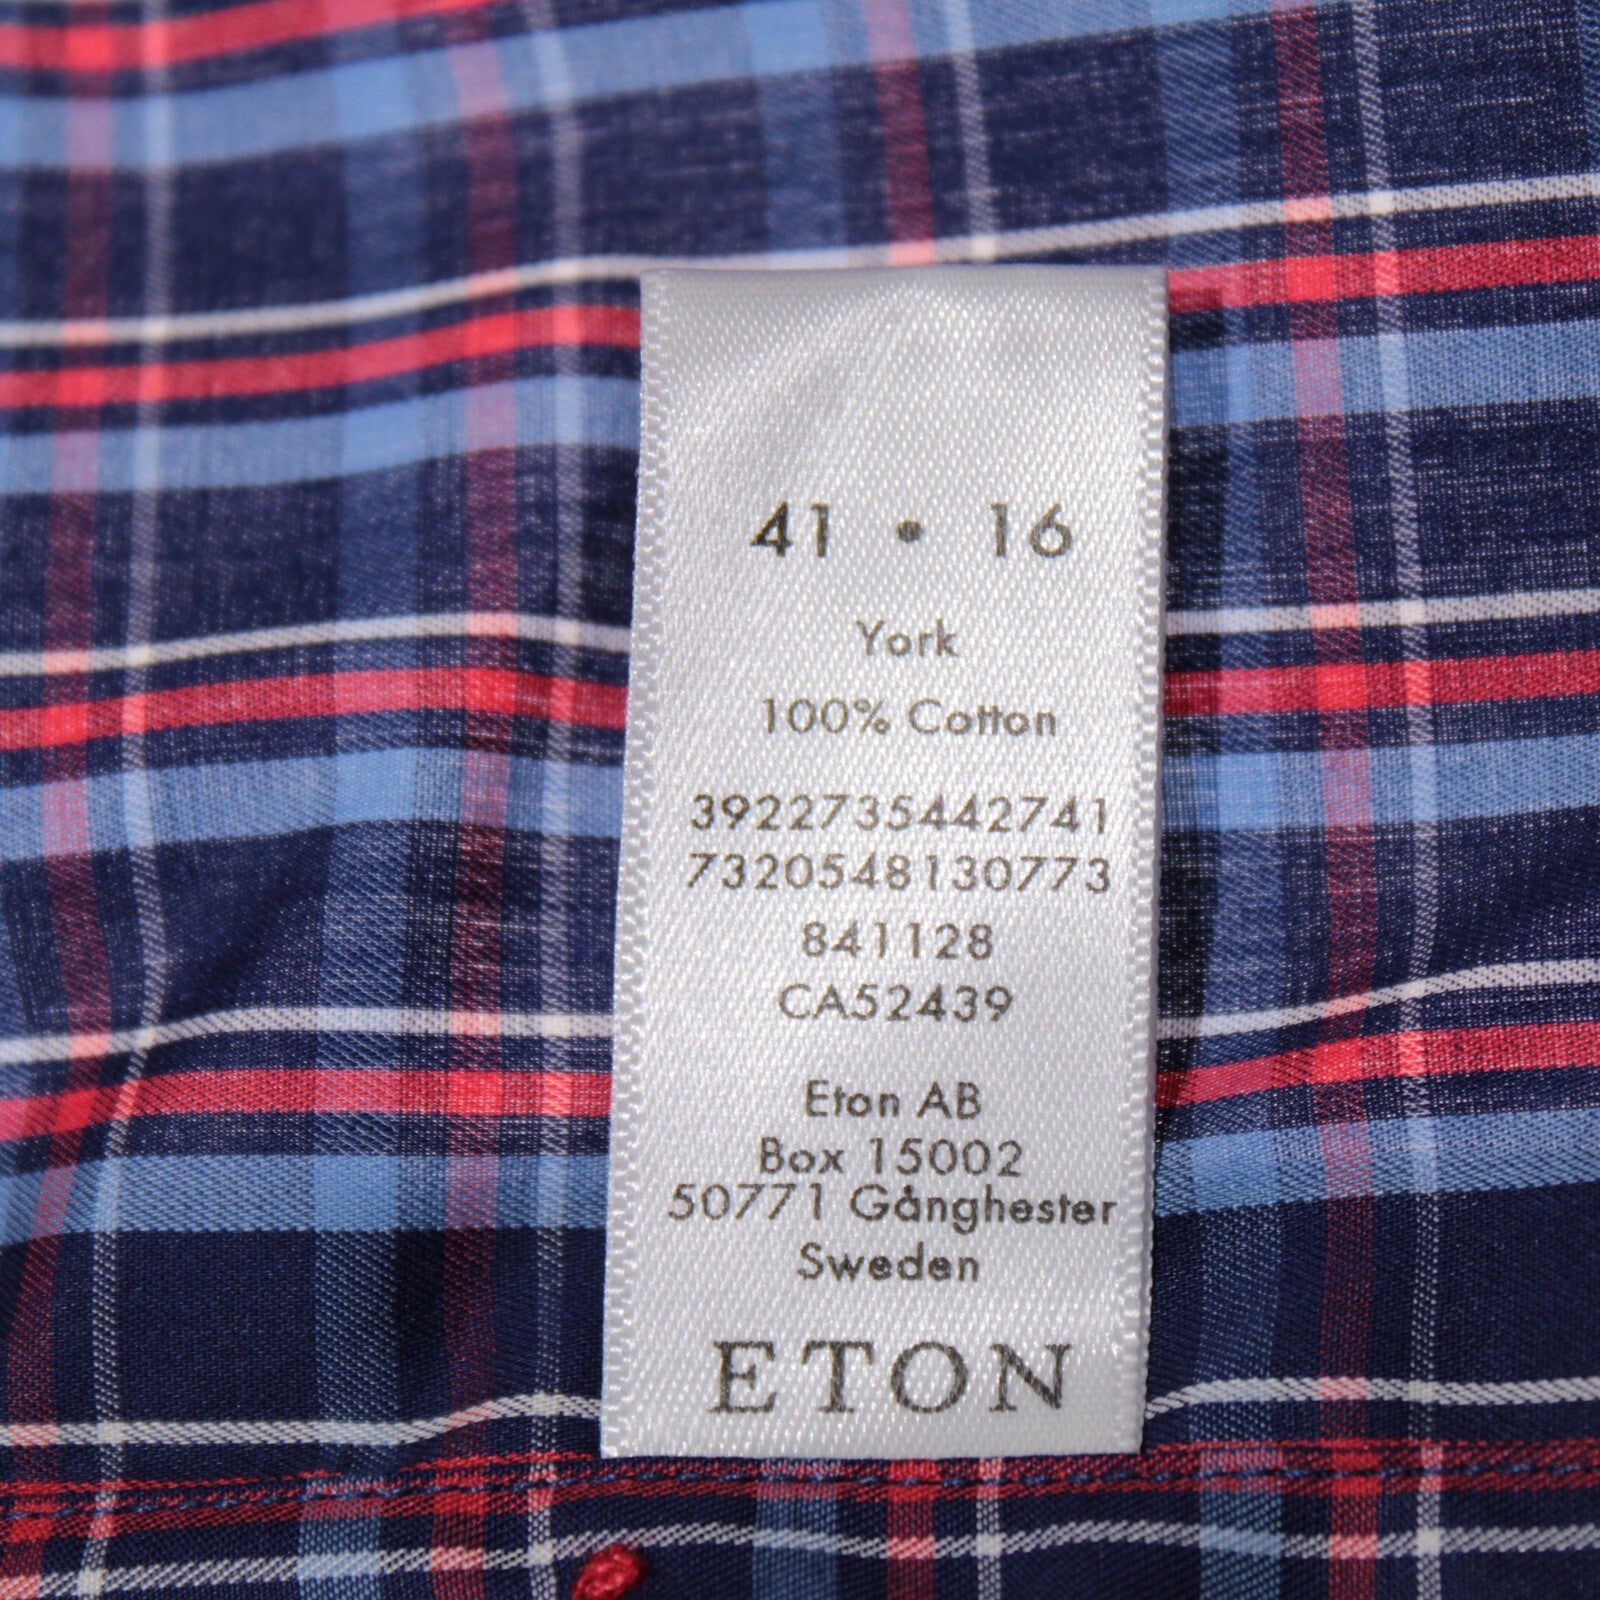 41 • 16
York
100% Cotton
3922735442741
7320548130773
841128
CA52439
Eton AB
Box 15002
50771 Gånghester
Sweden
ETON